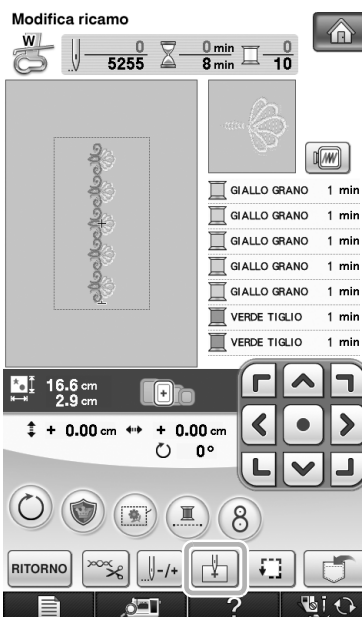 Modifica ricamo
W
0
5255
0 min
8 min
0
10
GIALLO GRANO 1 min
GIALLO GRANO 1 min
GIALLO GRANO 1 min
GIALLO GRANO 1 min
GIALLO GRANO 1 min
VERDE TIGLIO 1 min
VERDE TIGLIO 1 min
16.6 cm
2.9 cm
+ 0.00 cm + 0.00 cm
0°
RITORNO
-/+
?